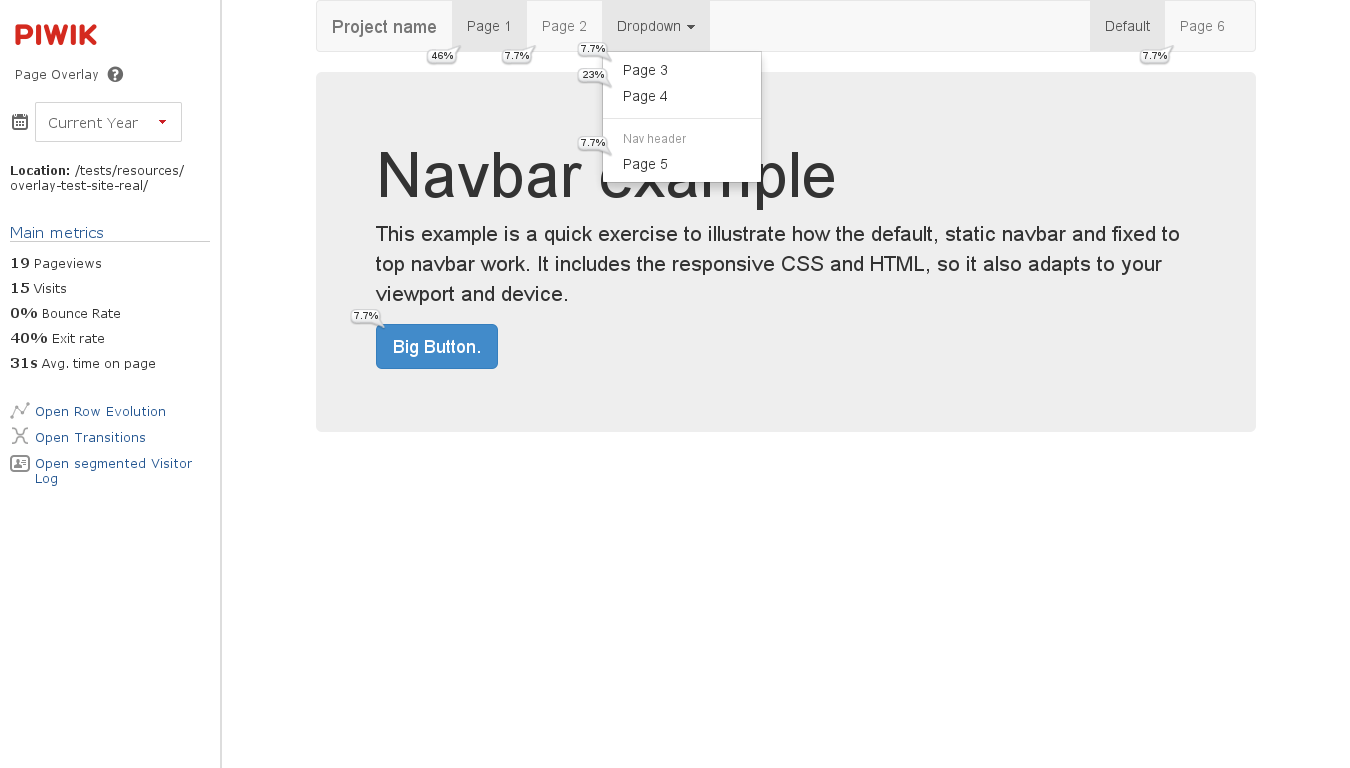 PIWIK
Page Overlay ?
Current Year
Location: /tests/resources/
overlay-test-site-real/
Main metrics
19 Pageviews
15 Visits
0% Bounce Rate
40% Exit rate
31s Avg. time on page
Open Row Evolution
Open Transitions
Open segmented Visitor
Log
Project name Page 1 Page 2 Dropdown Default Page 6
46% 7.7% 7.7% 7.7%
Page 3
23%
Page 4
Nav header
7.7%
Page 5
Navbar example
This example is a quick exercise to illustrate how the default, static navbar and fixed to
top navbar work. It includes the responsive CSS and HTML, so it also adapts to your
viewport and device.
7.7%
Big Button.